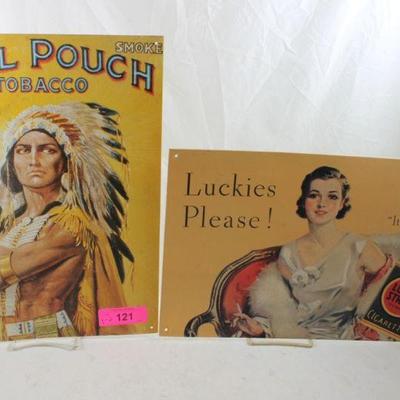 L POUCH
SMOKE
TOBACCO
121
Luckies
Please!
"It
CIGARETTE